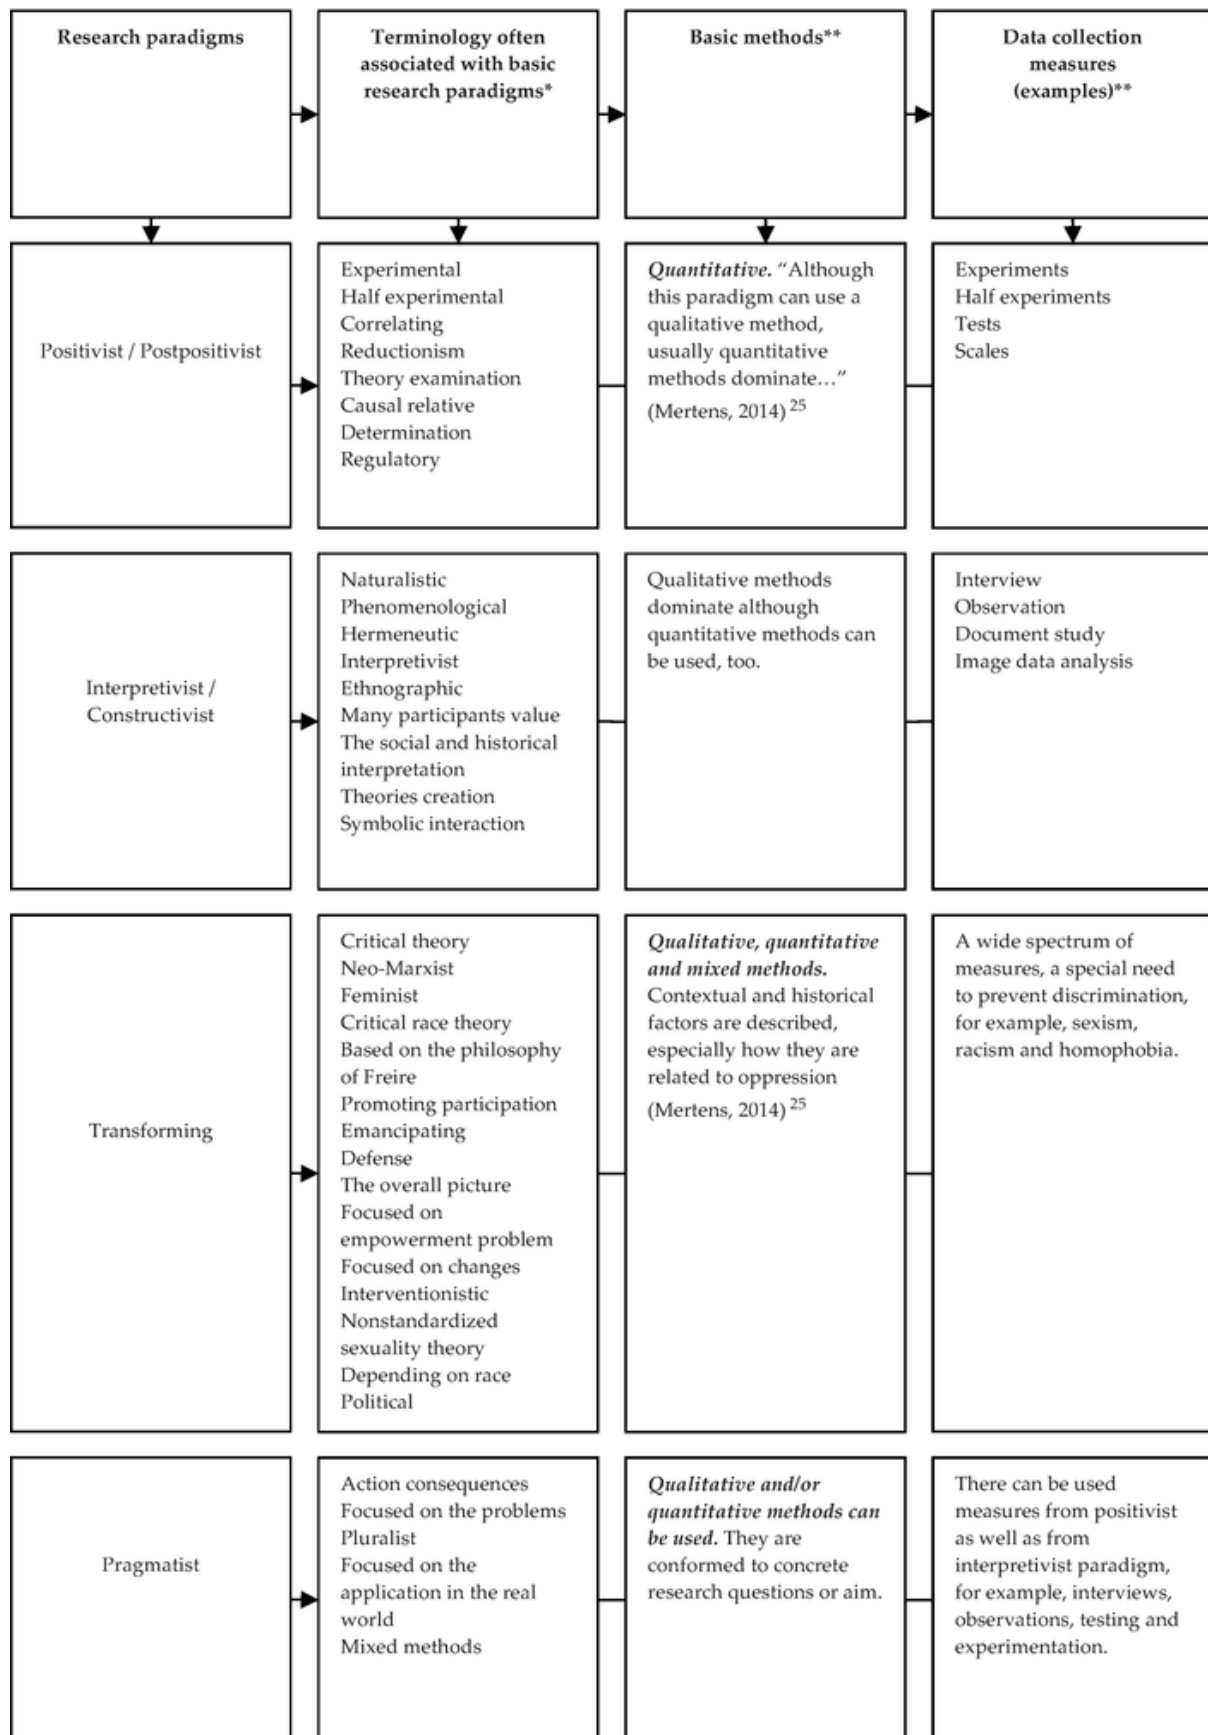 Research paradigms
Terminology often
associated with basic
research paradigms*
Basic methods**
Data collection
measures
(examples)**
Positivist / Postpositivist
Experimental
Half experimental
Correlating
Reductionism
Theory examination
Causal relative
Determination
Regulatory
Quantitative. “Although
this paradigm can use a
qualitative method,
usually quantitative
methods dominate…”
(Mertens, 2014) 25
Experiments
Half experiments
Tests
Scales
Interpretivist /
Constructivist
Naturalistic
Phenomenological
Hermeneutic
Interpretivist
Ethnographic
Many participants value
The social and historical
interpretation
Theories creation
Symbolic interaction
Qualitative methods
dominate although
quantitative methods can
be used, too.
Interview
Observation
Document study
Image data analysis
Transforming
Critical theory
Neo-Marxist
Feminist
Critical race theory
Based on the philosophy
of Freire
Promoting participation
Emancipating
Defense
The overall picture
Focused on
empowerment problem
Focused on changes
Interventionistic
Nonstandardized
sexuality theory
Depending on race
Political
Qualitative, quantitative
and mixed methods.
Contextual and historical
factors are described,
especially how they are
related to oppression
(Mertens, 2014) 25
A wide spectrum of
measures, a special need
to prevent discrimination,
for example, sexism,
racism and homophobia.
Pragmatist
Action consequences
Focused on the problems
Pluralist
Focused on the
application in the real
world
Mixed methods
Qualitative and/or
quantitative methods can
be used. They are
conformed to concrete
research questions or aim.
There can be used
measures from positivist
as well as from
interpretivist paradigm,
for example, interviews,
observations, testing and
experimentation.